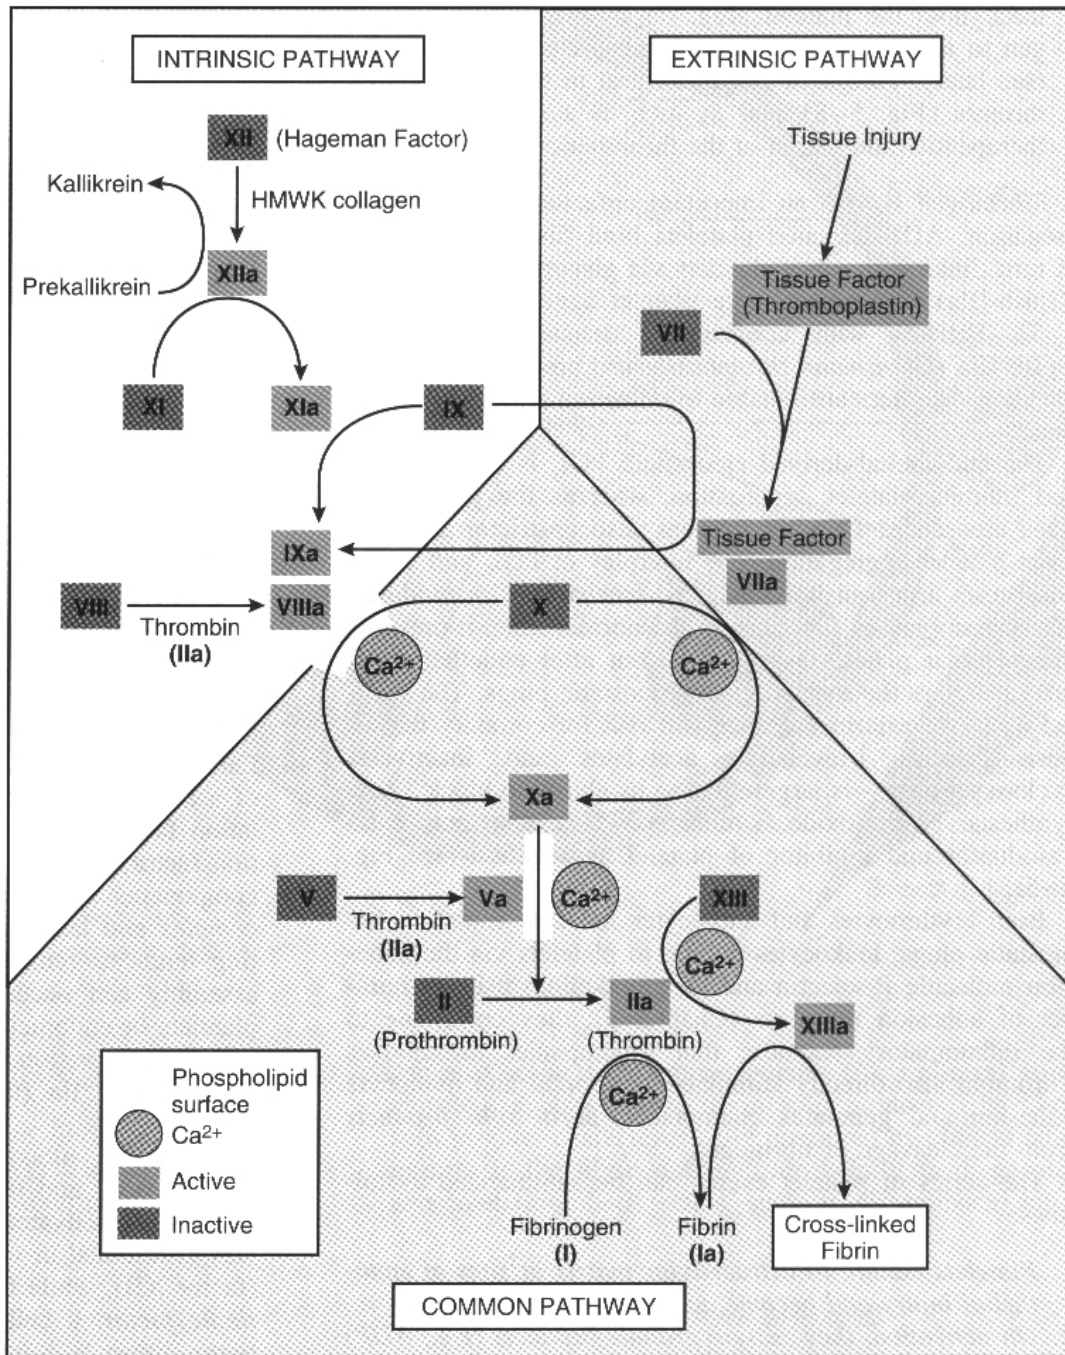 INTRINSIC PATHWAY
EXTRINSIC PATHWAY
XII (Hageman Factor)
Tissue Injury
Kallikrein
HMWK collagen
XIIa
Prekallikrein
Tissue Factor
(Thromboplastin)
VII
XI
XIa
IX
IXa
Tissue Factor
VIIa
VIII
Thrombin
(IIa)
VIIIa
X
Ca2+
Ca2+
Xa
V
Thrombin
(IIa)
Va
Ca2+
XIII
Ca2+
II
(Prothrombin)
IIa
(Thrombin)
XIIIa
Ca2+
Phospholipid
surface
Ca2+
Active
Inactive
Fibrinogen
(I)
Fibrin
(Ia)
Cross-linked
Fibrin
COMMON PATHWAY